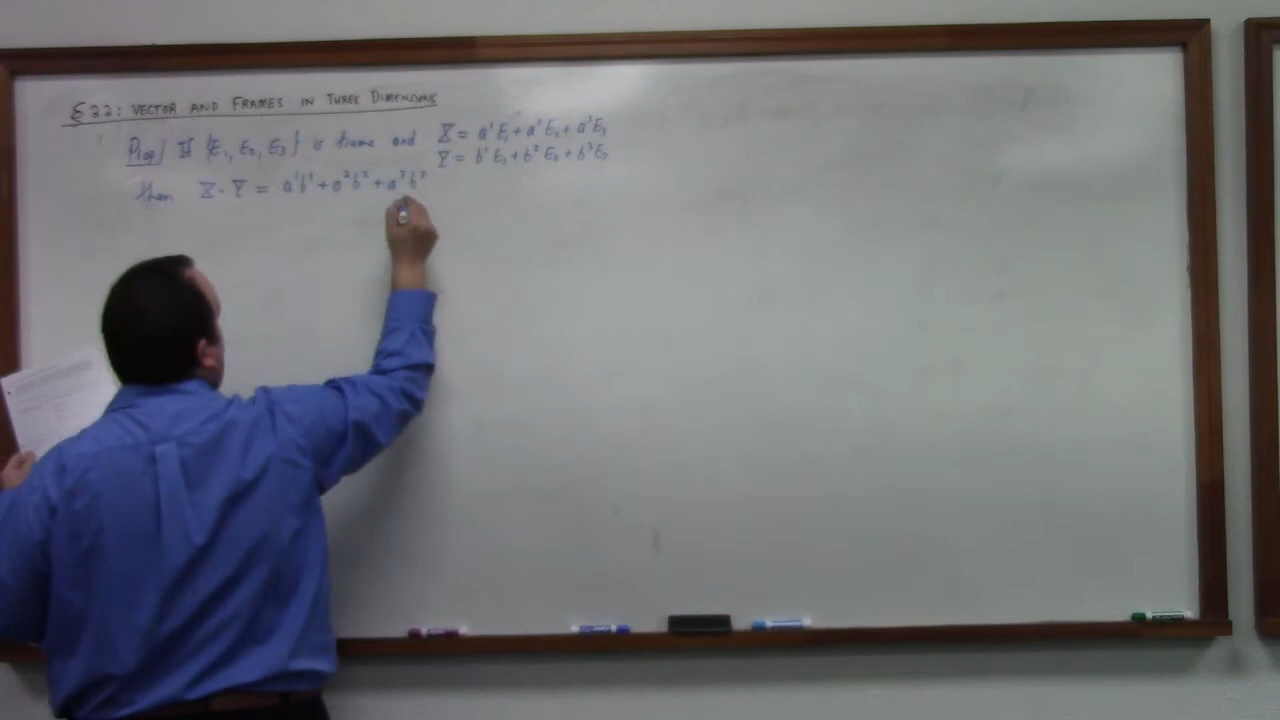 § 2.2: VECTOR AND FRAMES IN THREE DIMENSIONS
Prop) If {E₁, E₂, E₃} is frame and X = a¹E₁ + a²E₂ + a³E₃
Y = b¹E₁ + b²E₂ + b³E₃
then X · Y = a¹b¹ + a²b² + a³b³